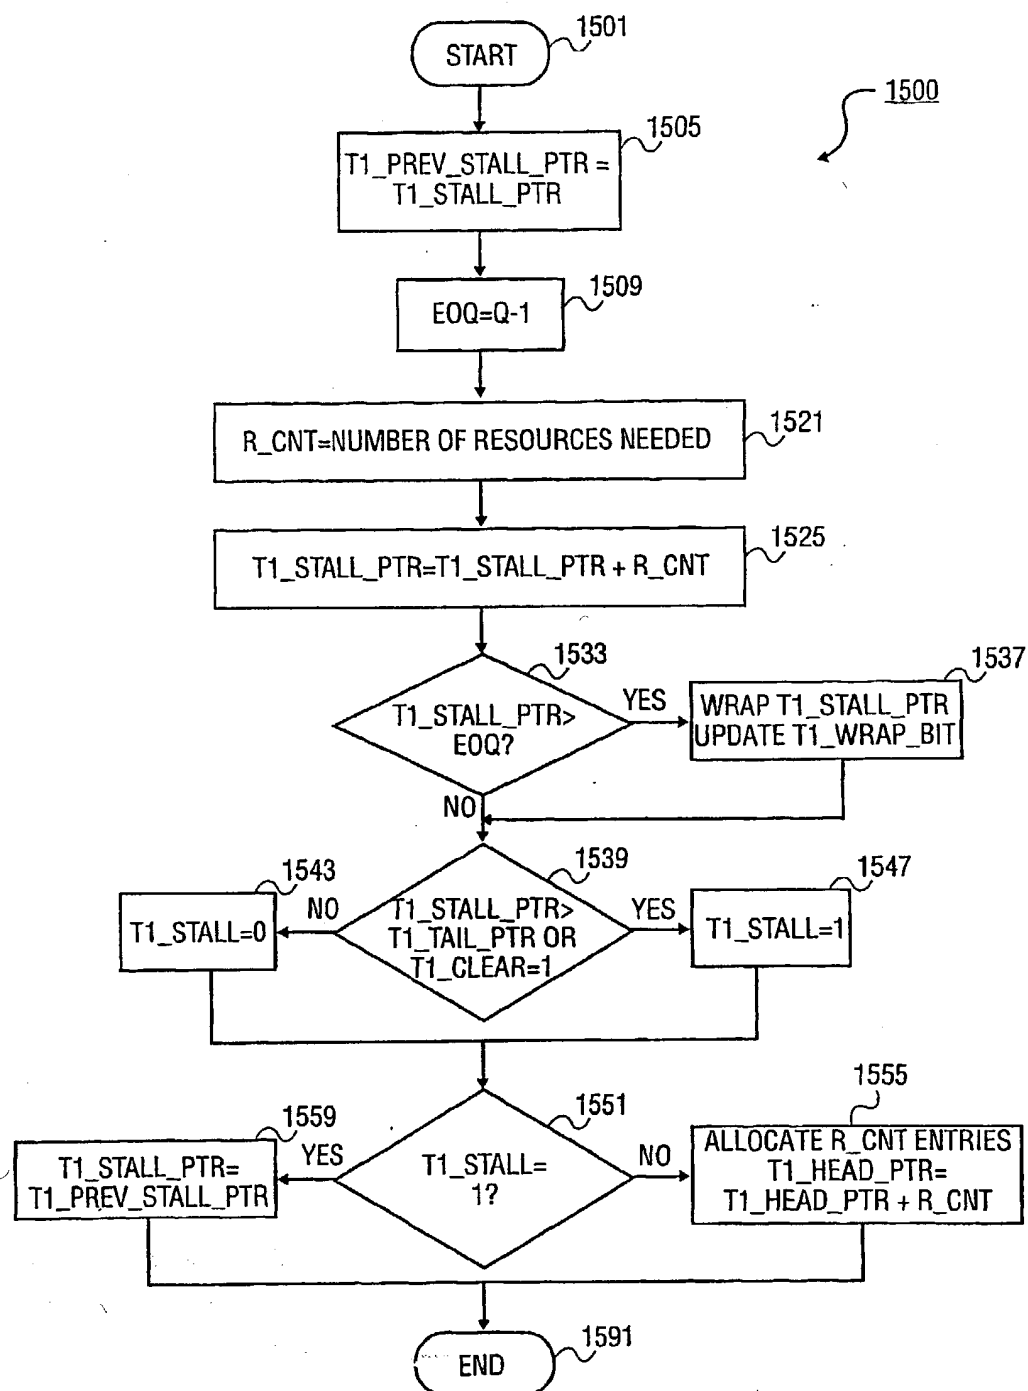 START
1501
1500
1505
T1_PREV_STALL_PTR =
T1_STALL_PTR
1509
EOQ=Q-1
R_CNT=NUMBER OF RESOURCES NEEDED
1521
1525
T1_STALL_PTR=T1_STALL_PTR + R_CNT
1533
T1_STALL_PTR>
EOQ?
YES
1537
WRAP T1_STALL_PTR
UPDATE T1_WRAP_BIT
NO
1539
T1_STALL_PTR>
T1_TAIL_PTR OR
T1_CLEAR=1
NO
1543
T1_STALL=0
YES
1547
T1_STALL=1
1551
T1_STALL=
1?
YES
1559
T1_STALL_PTR=
T1_PREV_STALL_PTR
NO
1555
ALLOCATE R_CNT ENTRIES
T1_HEAD_PTR=
T1_HEAD_PTR + R_CNT
END
1591